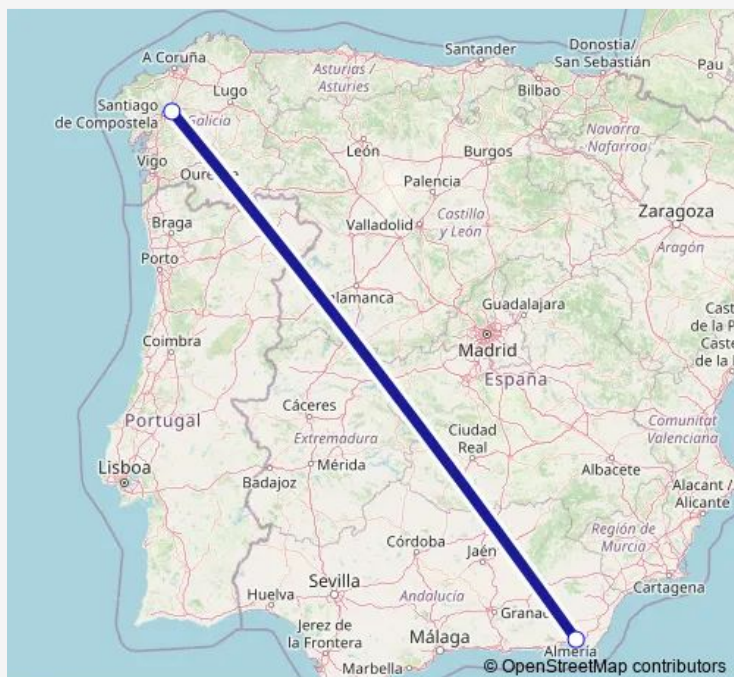 A Coruña
Santander
Donostia/
San Sebastián
Asturias /
Asturies
Pau
Lugo
Bilbao
Santiago
de Compostela
Galicia
Navarra
Nafarroa
León
Vigo
Burgos
Palencia
Zaragoza
Castilla
y León
Braga
Valladolid
Aragón
Porto
Guadalajara
Madrid
Coimbra
España
Cáceres
Portugal
Comunitat
Valenciana
Ciudad
Real
Extremadura
Mérida
Lisboa
Albacete
Badajoz
Alacant /
Alicante
Región de
Murcia
Córdoba
Jaén
Cartagena
Sevilla
Huelva
Andalucía
Jerez de
la Frontera
Málaga
Almería
Marbella
© OpenStreetMap contributors